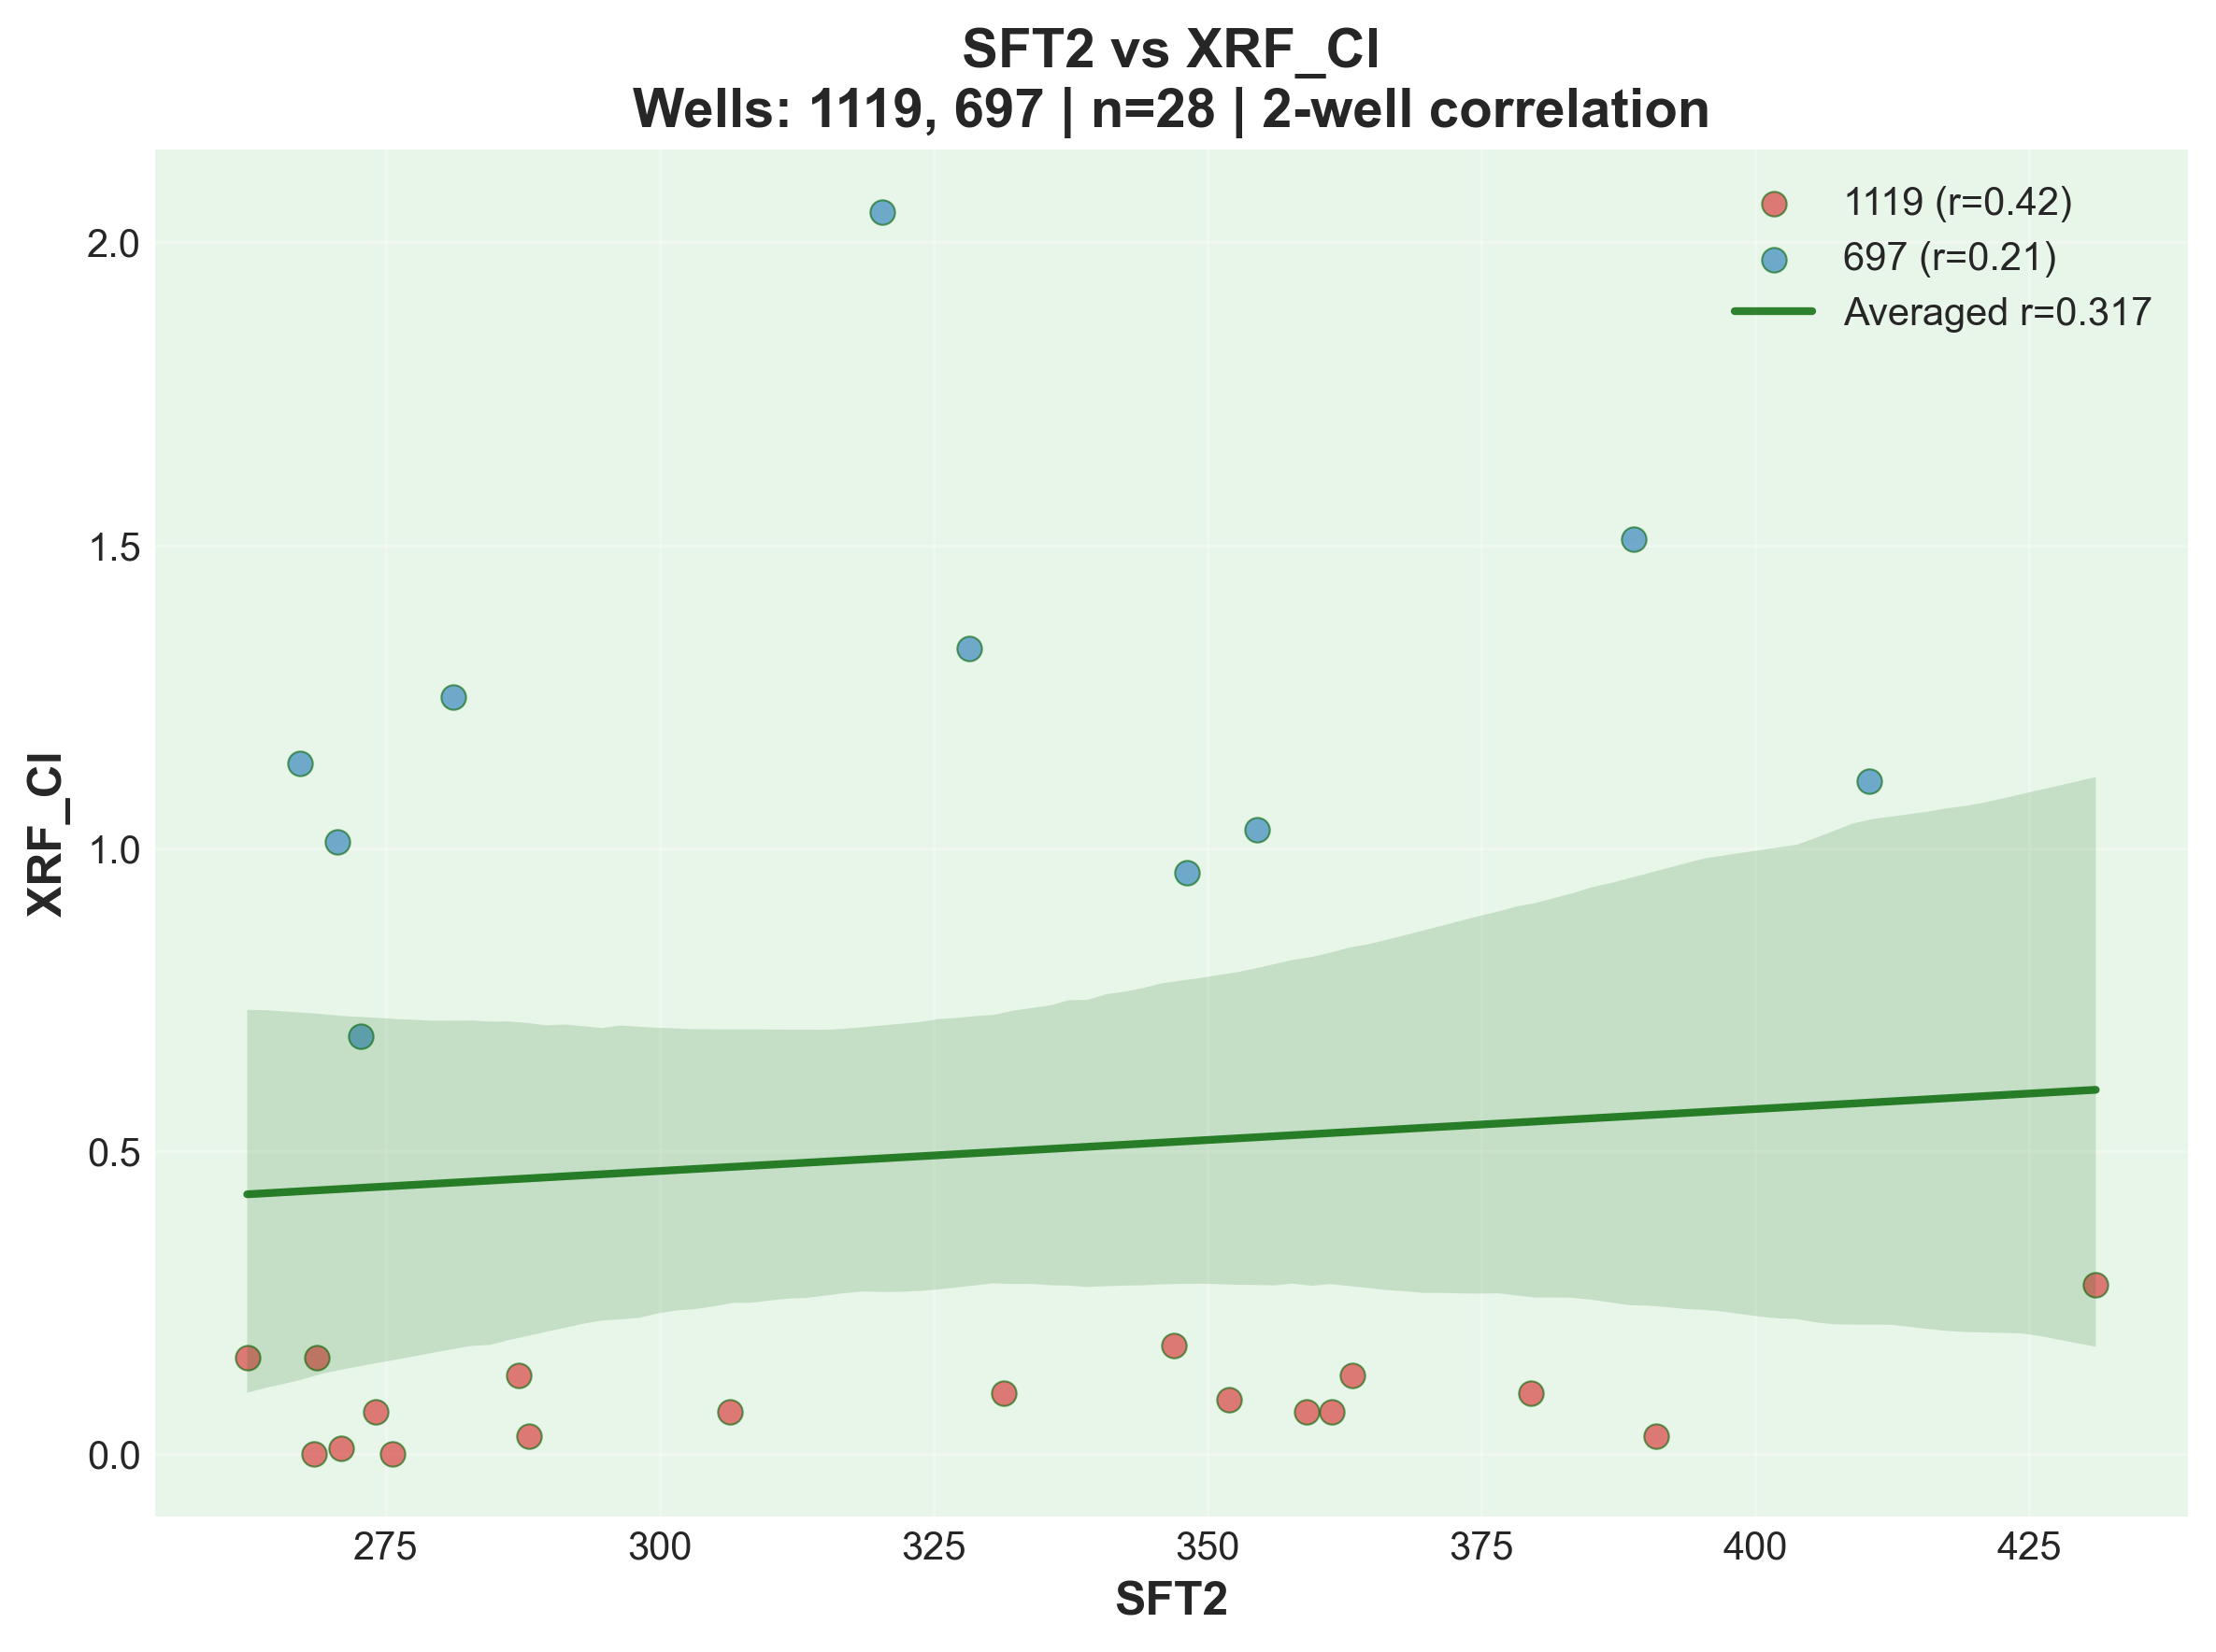 SFT2 vs XRF_Cl
Wells: 1119, 697 | n=28 | 2-well correlation
1119 (r=0.42)
697 (r=0.21)
Averaged r=0.317
XRF_Cl
2.0
1.5
1.0
0.5
0.0
275 300 325 350 375 400 425
SFT2